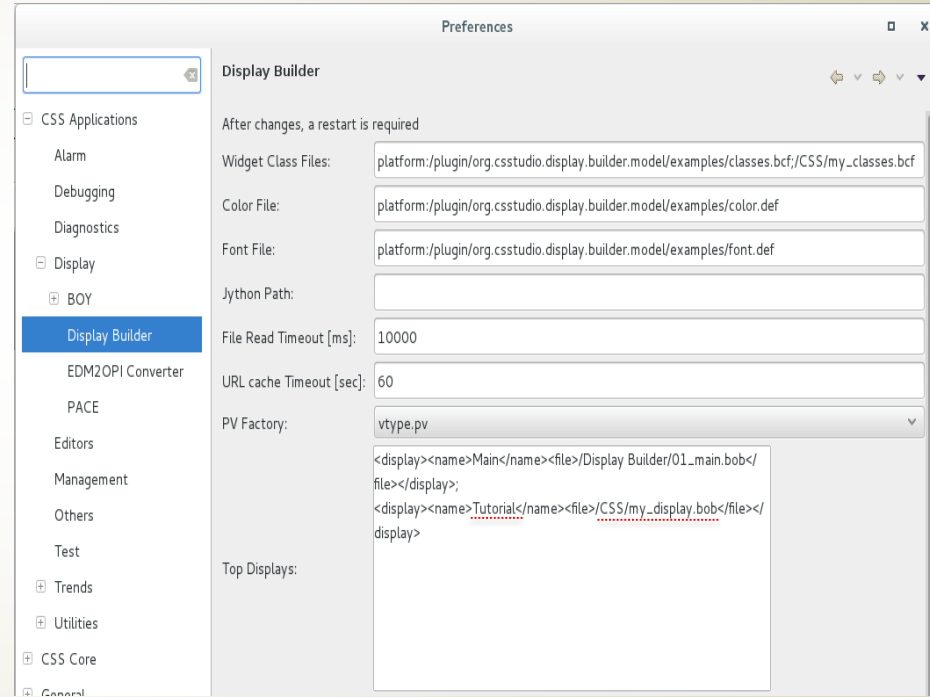 Preferences
Display Builder
CSS Applications
Alarm
Debugging
Diagnostics
Display
BOY
Display Builder
EDM2OPI Converter
PACE
Editors
Management
Others
Test
Trends
Utilities
CSS Core
General
After changes, a restart is required
Widget Class Files: platform:/plugin/org.csstudio.display.builder.model/examples/classes.bcf;/CSS/my_classes.bcf
Color File: platform:/plugin/org.csstudio.display.builder.model/examples/color.def
Font File: platform:/plugin/org.csstudio.display.builder.model/examples/font.def
Jython Path:
File Read Timeout [ms]: 10000
URL cache Timeout [sec]: 60
PV Factory: vtype.pv
Top Displays:
<display><name>Main</name><file>/Display Builder/01_main.bob</
file></display>;
<display><name>Tutorial</name><file>/CSS/my_display.bob</file></
display>